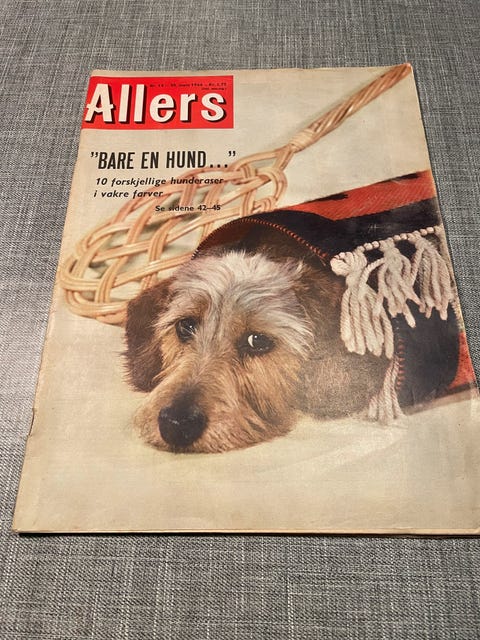 Allers
"BARE EN HUND..."
10 forskjellige hunderaser
i vakre farver
Se sidene 42-45